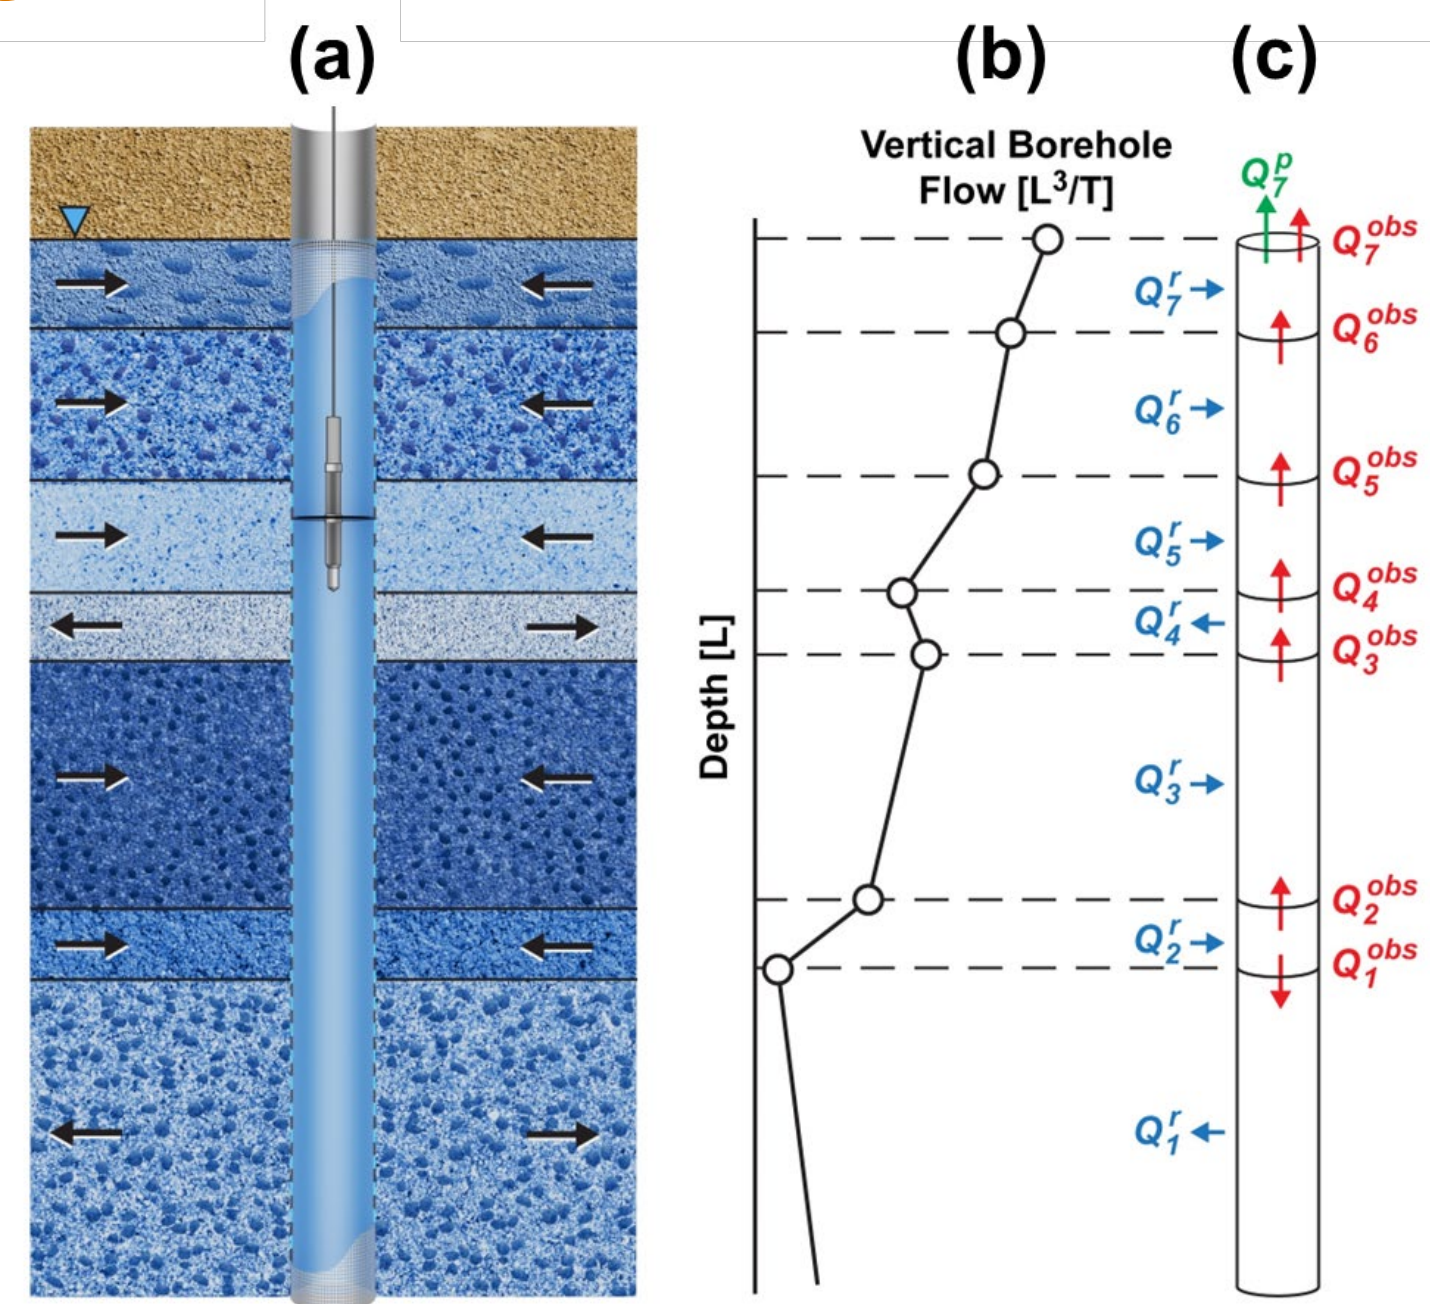 (a)
(b)
(c)
Vertical Borehole
Flow [L³/T]
Depth [L]
Q₇ᵖ
Q₇ᵒᵇˢ
Q₇ʳ
Q₆ᵒᵇˢ
Q₆ʳ
Q₅ᵒᵇˢ
Q₅ʳ
Q₄ᵒᵇˢ
Q₄ʳ
Q₃ᵒᵇˢ
Q₃ʳ
Q₂ᵒᵇˢ
Q₂ʳ
Q₁ᵒᵇˢ
Q₁ʳ